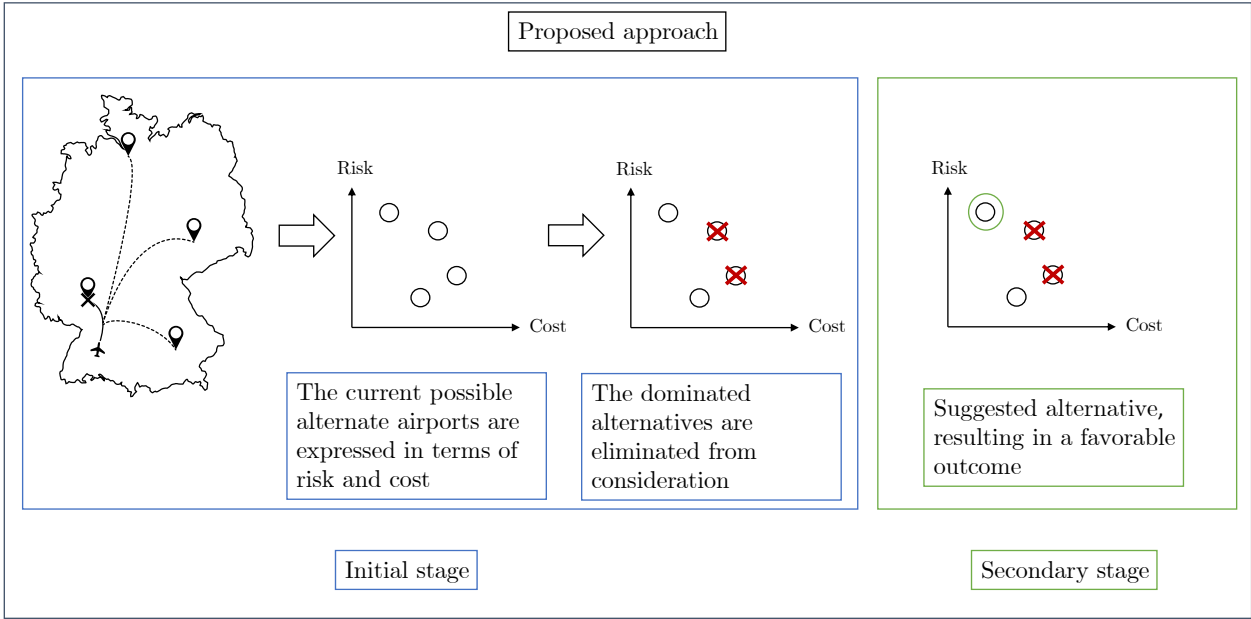 Proposed approach
Risk
Cost
The current possible
alternate airports are
expressed in terms of
risk and cost
Risk
Cost
The dominated
alternatives are
eliminated from
consideration
Initial stage
Risk
Cost
Suggested alternative,
resulting in a favorable
outcome
Secondary stage